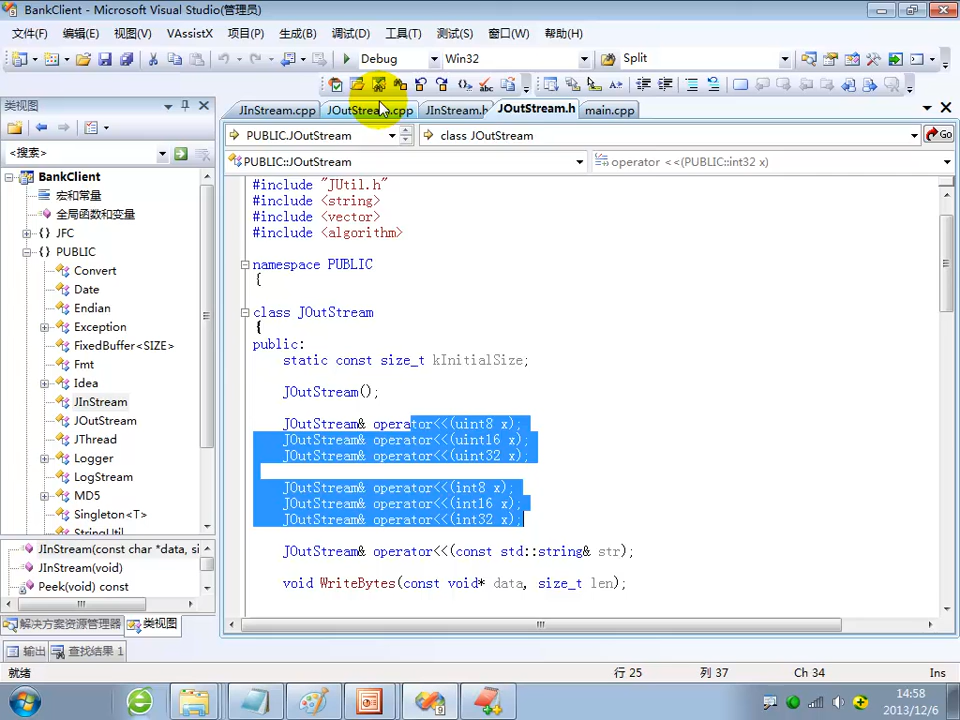 BankClient - Microsoft Visual Studio(管理员)
文件(F) 编辑(E) 视图(V) VAssistX 项目(P) 生成(B) 调试(D) 工具(T) 测试(S) 窗口(W) 帮助(H)
Debug Win32 Split
类视图
JInStream.cpp JOutStream.cpp JInStream.h JOutStream.h main.cpp
PUBLIC.JOutStream class JOutStream Go
<搜索>
PUBLIC::JOutStream operator <<(PUBLIC::int32 x)
BankClient
宏和常量
全局函数和变量
JFC
PUBLIC
Convert
Date
Endian
Exception
FixedBuffer<SIZE>
Fmt
Idea
JInStream
JOutStream
JThread
Logger
LogStream
MD5
Singleton<T>
StringUtil
JInStream(const char *data, si
JInStream(void)
Peek(void) const
解决方案资源管理器 类视图
#include "JUtil.h"
#include <string>
#include <vector>
#include <algorithm>
namespace PUBLIC
{
class JOutStream
{
public:
static const size_t kInitialSize;
JOutStream();
JOutStream& operator<<(uint8 x);
JOutStream& operator<<(uint16 x);
JOutStream& operator<<(uint32 x);
JOutStream& operator<<(int8 x);
JOutStream& operator<<(int16 x);
JOutStream& operator<<(int32 x);
JOutStream& operator<<(const std::string& str);
void WriteBytes(const void* data, size_t len);
输出 查找结果 1
就绪 行 25 列 37 Ch 34 Ins
14:58
2013/12/6